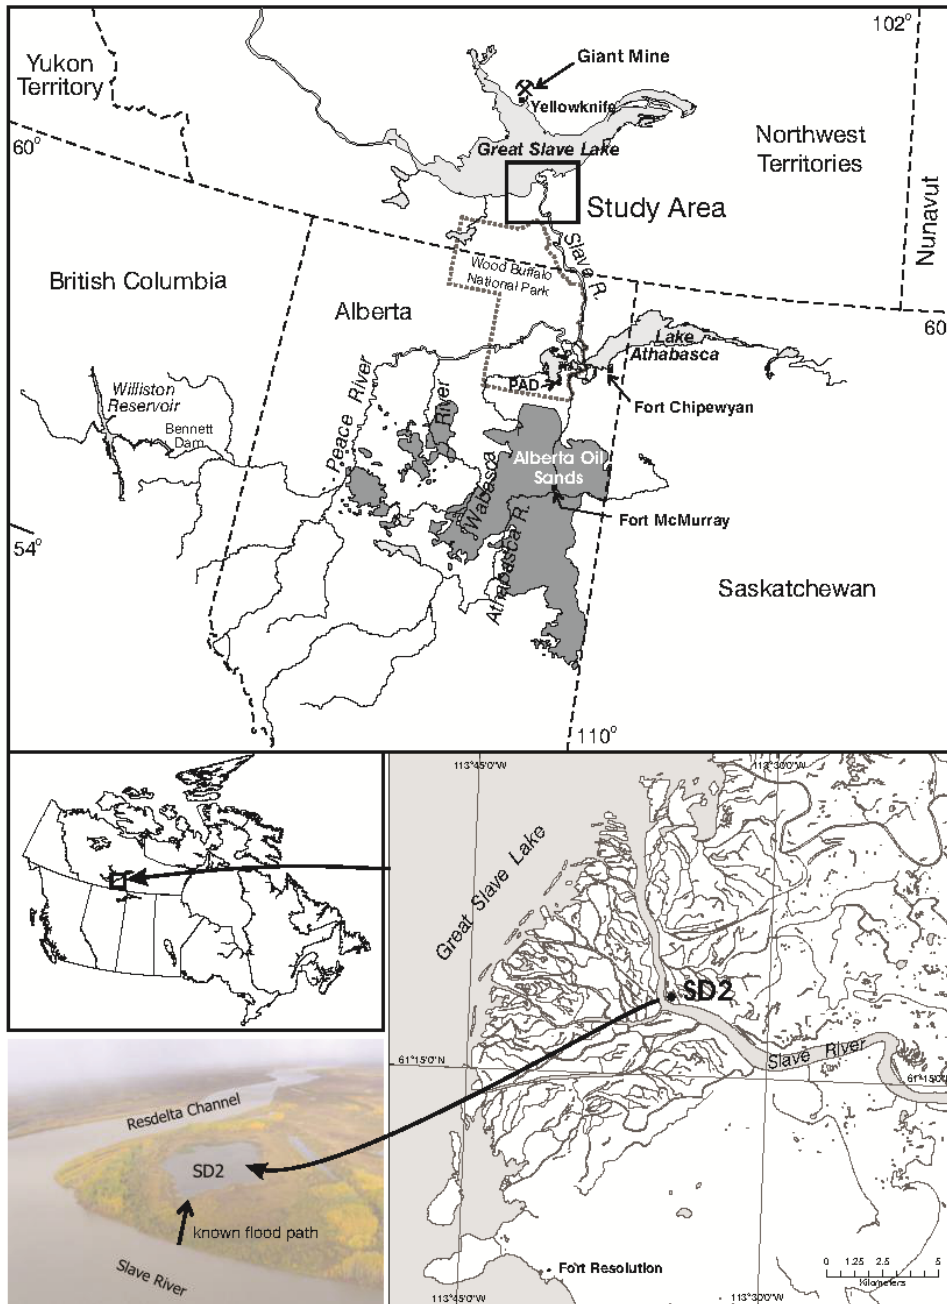 102°
Yukon
Territory
Giant Mine
Yellowknife
60°
Great Slave Lake
Northwest
Territories
Study Area
Nunavut
Slave R.
British Columbia
Wood Buffalo
National Park
Alberta
60
Lake
Athabasca
Williston
Reservoir
Bennett
Dam
Peace River
River
PAD
Fort Chipewyan
Wabasca
Alberta Oil
Sands
Fort McMurray
54°
Athabasca R.
Saskatchewan
110°
113°45'0"W
113°30'0"W
Great Slave Lake
SD2
Slave River
61°15'0"N
61°15'0"N
Resdelta Channel
SD2
known flood path
Slave River
Fort Resolution
0 1.25 2.5 5
Kilometers
113°45'0"W
113°30'0"W